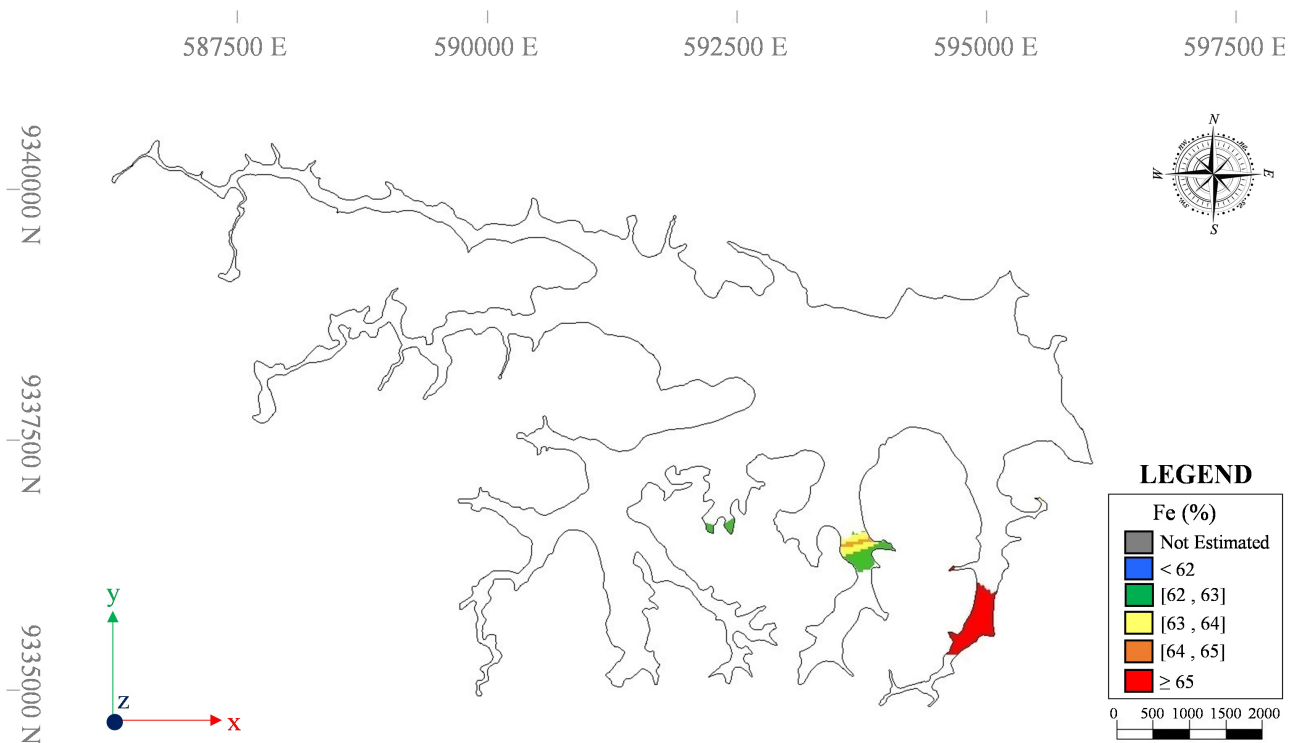 587500 E
590000 E
592500 E
595000 E
597500 E
9340000 N
9337500 N
9335000 N
N
W
E
S
y
z
x
LEGEND
Fe (%)
Not Estimated
< 62
[62 , 63]
[63 , 64]
[64 , 65]
≥ 65
0 500 1000 1500 2000